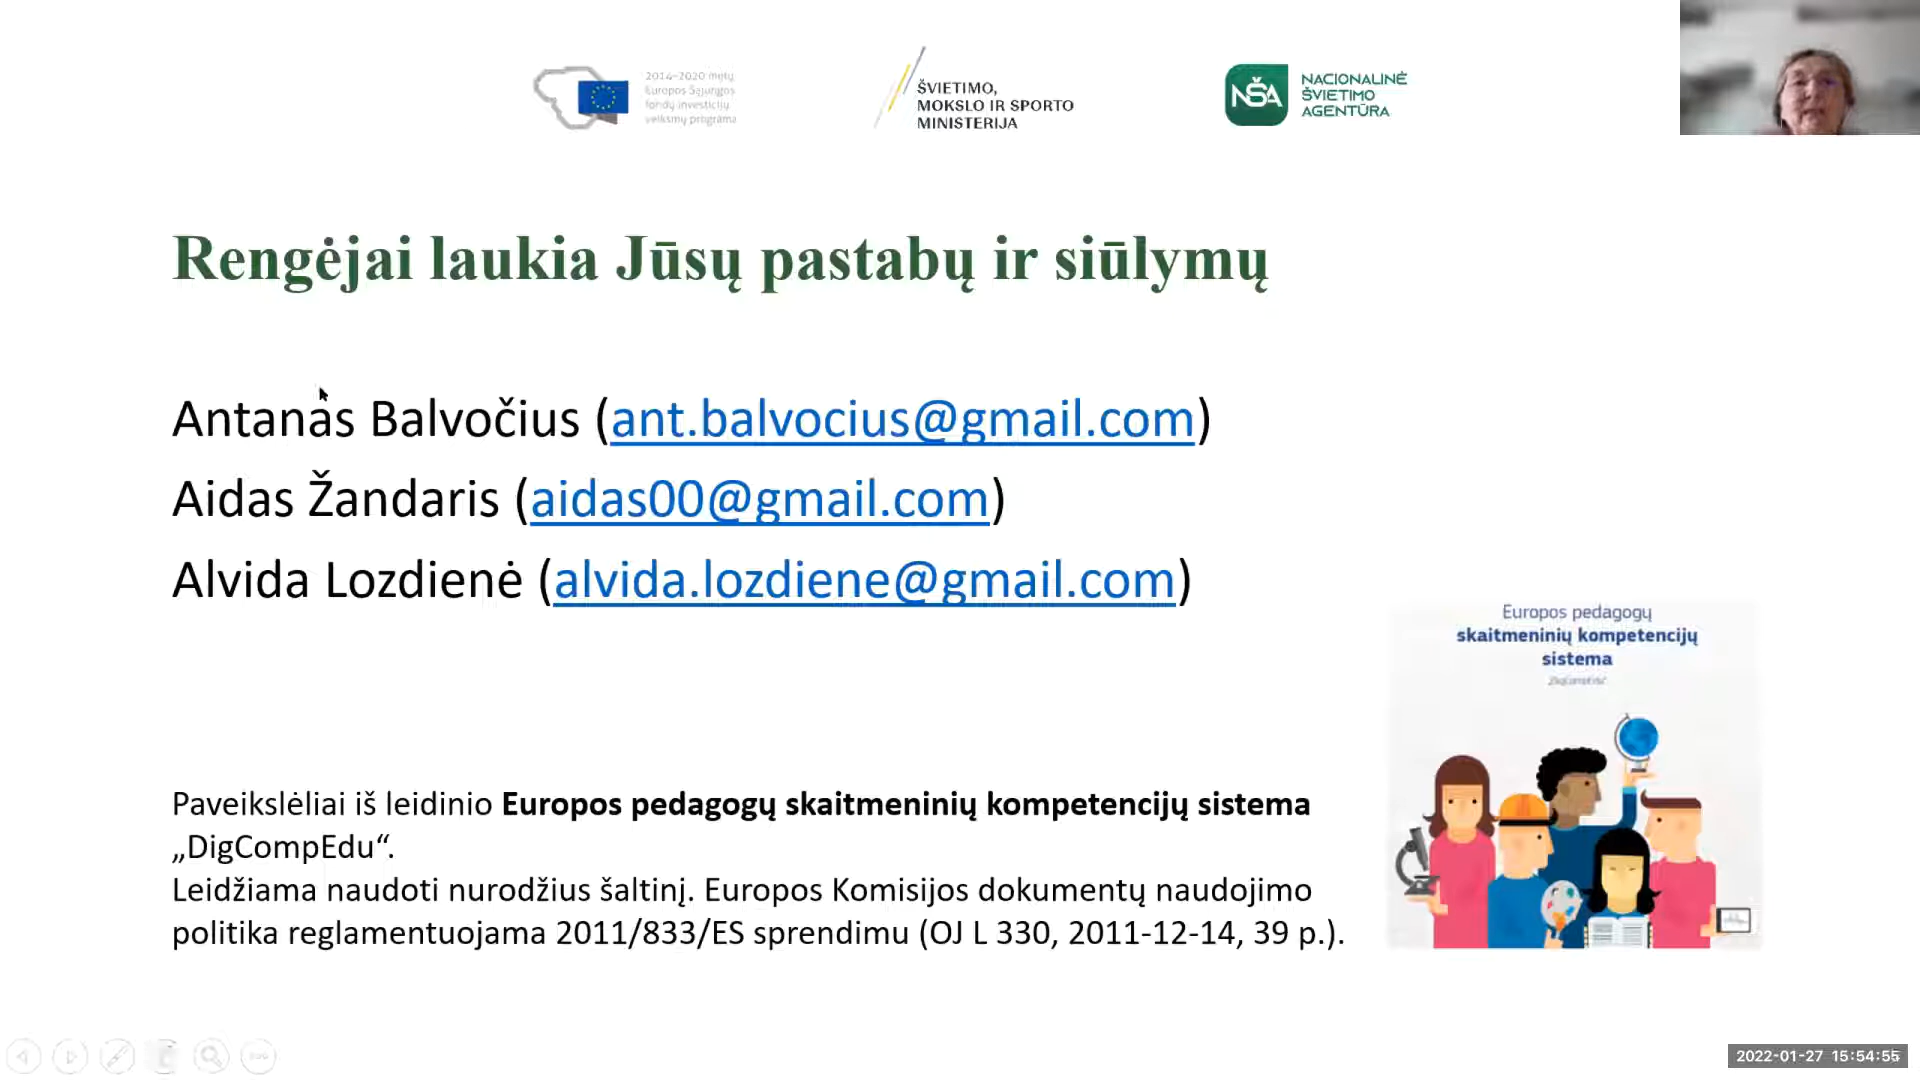 2014–2020 metų
Europos Sąjungos
fondų investicijų
veiksmų programa
ŠVIETIMO,
MOKSLO IR SPORTO
MINISTERIJA
NŠA
NACIONALINĖ
ŠVIETIMO
AGENTŪRA
Rengėjai laukia Jūsų pastabų ir siūlymų
Antanas Balvočius (ant.balvocius@gmail.com)
Aidas Žandaris (aidas00@gmail.com)
Alvida Lozdienė (alvida.lozdiene@gmail.com)
Europos pedagogų
skaitmeninių kompetencijų
sistema
Paveikslėliai iš leidinio Europos pedagogų skaitmeninių kompetencijų sistema
„DigCompEdu“.
Leidžiama naudoti nurodžius šaltinį. Europos Komisijos dokumentų naudojimo
politika reglamentuojama 2011/833/ES sprendimu (OJ L 330, 2011-12-14, 39 p.).
2022-01-27 15:54:55